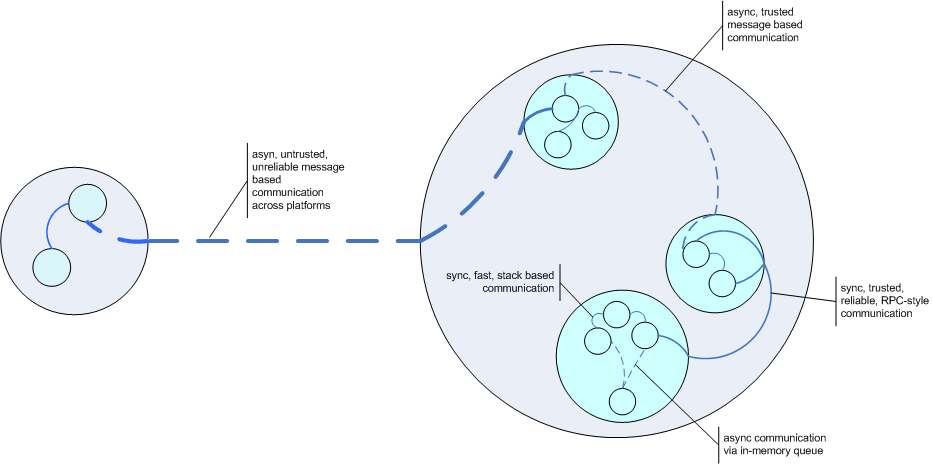 async, trusted
message based
communication
asyn, untrusted,
unreliable message
based
communication
across platforms
sync, fast, stack based
communication
sync, trusted,
reliable, RPC-style
communication
async communication
via in-memory queue